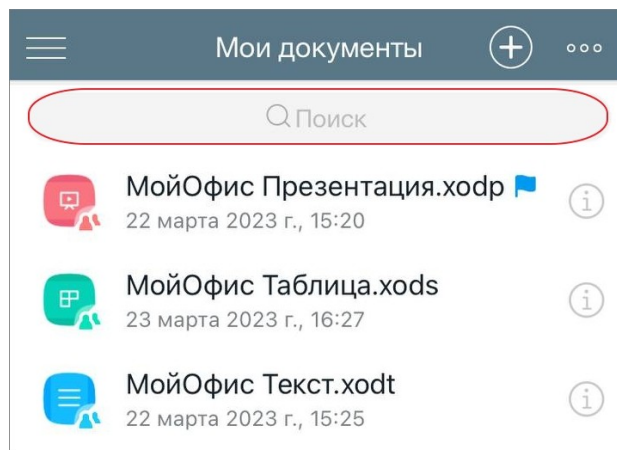 Мои документы
Поиск
МойОфис Презентация.xodp
22 марта 2023 г., 15:20
МойОфис Таблица.xods
23 марта 2023 г., 16:27
МойОфис Текст.xodt
22 марта 2023 г., 15:25